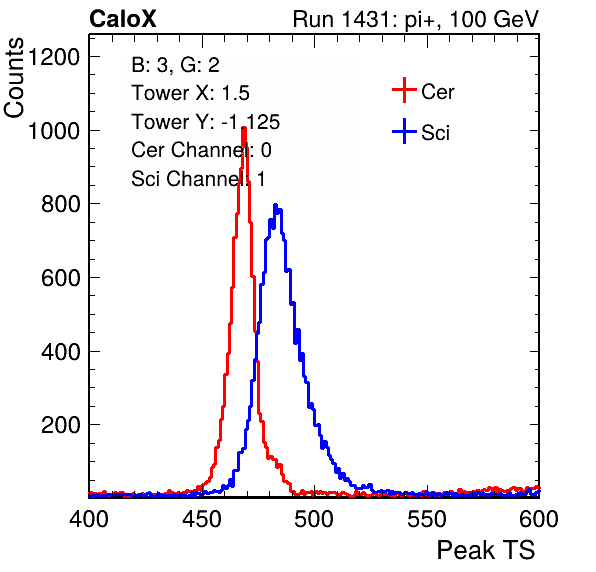 CaloX Run 1431: pi+, 100 GeV
Counts
1200
1000
800
600
400
200
B: 3, G: 2
Tower X: 1.5
Tower Y: -1.125
Cer Channel: 0
Sci Channel: 1
Cer
Sci
400 450 500 550 600
Peak TS